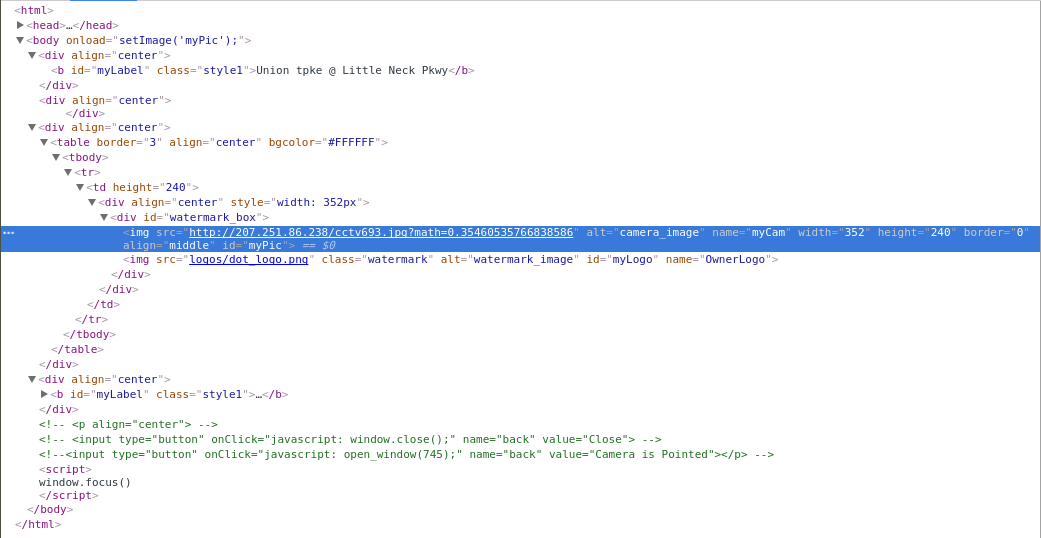 <html>
<head>…</head>
<body onload="setImage('myPic');">
<div align="center">
<b id="myLabel" class="style1">Union tpke @ Little Neck Pkwy</b>
</div>
<div align="center">
</div>
<div align="center">
<table border="3" align="center" bgcolor="#FFFFFF">
<tbody>
<tr>
<td height="240">
<div align="center" style="width: 352px">
<div id="watermark_box">
<img src="http://207.251.86.238/cctv693.jpg?math=0.35460535766838586" alt="camera_image" name="myCam" width="352" height="240" border="0"
align="middle" id="myPic"> == $0
<img src="logos/dot_logo.png" class="watermark" alt="watermark_image" id="myLogo" name="OwnerLogo">
</div>
</div>
</td>
</tr>
</tbody>
</table>
</div>
<div align="center">
<b id="myLabel" class="style1">…</b>
</div>
<!-- <p align="center"> -->
<!-- <input type="button" onClick="javascript: window.close();" name="back" value="Close"> -->
<!--<input type="button" onClick="javascript: open_window(745);" name="back" value="Camera is Pointed"></p> -->
<script>
window.focus()
</script>
</body>
</html>